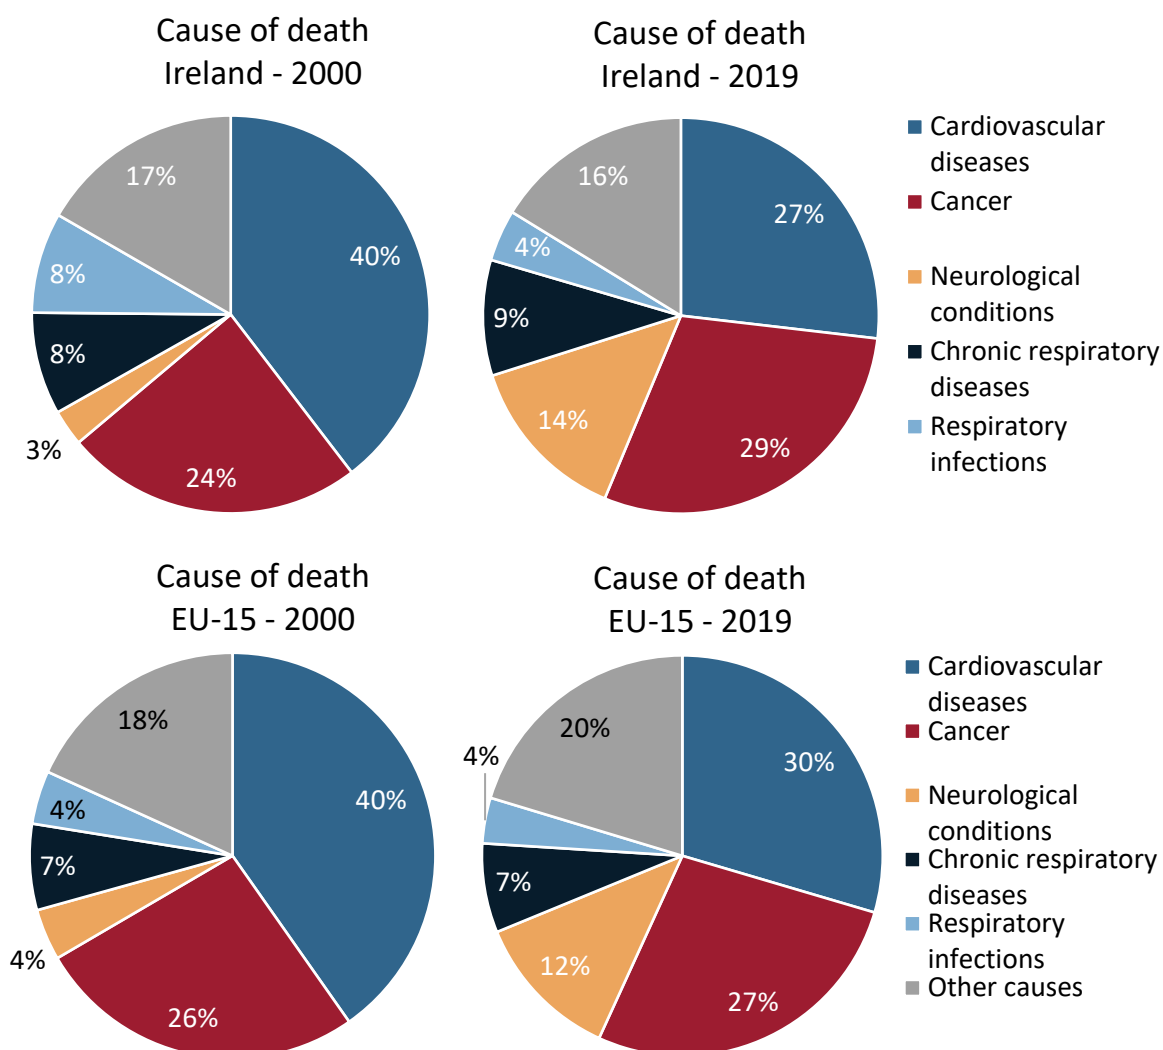 Cause of death
Ireland - 2000
Cause of death
Ireland - 2019
17%
40%
8%
8%
3%
24%
16%
27%
4%
9%
14%
29%
Cardiovascular
diseases
Cancer
Neurological
conditions
Chronic respiratory
diseases
Respiratory
infections
Cause of death
EU-15 - 2000
Cause of death
EU-15 - 2019
18%
40%
4%
7%
4%
26%
20%
4%
30%
7%
12%
27%
Cardiovascular
diseases
Cancer
Neurological
conditions
Chronic respiratory
diseases
Respiratory
infections
Other causes